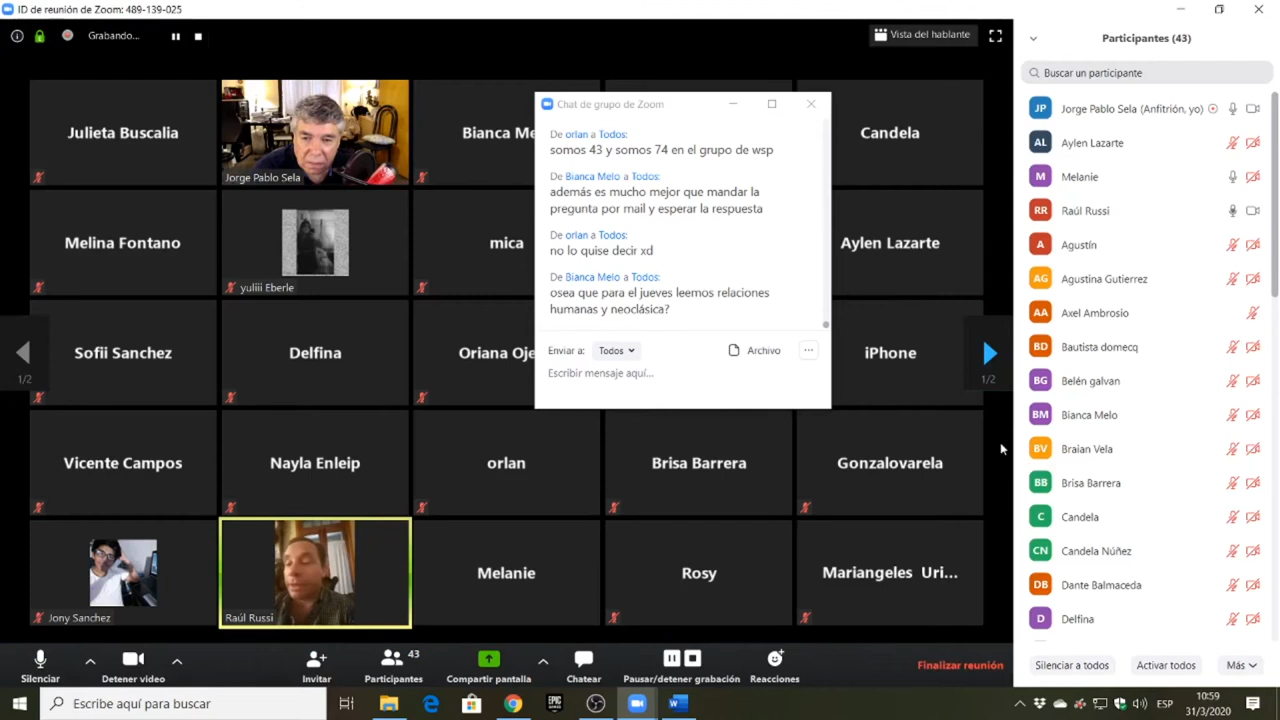 ID de reunión de Zoom: 489-139-025
Grabando...
Vista del hablante
Julieta Buscalia
Jorge Pablo Sela
Bianca Me
Candela
Melina Fontano
yuliii Eberle
mica
Aylen Lazarte
Sofii Sanchez
Delfina
Oriana Oje
iPhone
1/2
1/2
Vicente Campos
Nayla Enleip
orlan
Brisa Barrera
Gonzalovarela
Jony Sanchez
Raúl Russi
Melanie
Rosy
Mariangeles Uri...
Chat de grupo de Zoom
De orlan a Todos:
somos 43 y somos 74 en el grupo de wsp
De Bianca Melo a Todos:
además es mucho mejor que mandar la
pregunta por mail y esperar la respuesta
De orlan a Todos:
no lo quise decir xd
De Bianca Melo a Todos:
osea que para el jueves leemos relaciones
humanas y neoclásica?
Enviar a: Todos
Archivo
Escribir mensaje aquí...
Participantes (43)
Buscar un participante
JP Jorge Pablo Sela (Anfitrión, yo)
AL Aylen Lazarte
M Melanie
RR Raúl Russi
A Agustín
AG Agustina Gutierrez
AA Axel Ambrosio
BD Bautista domecq
BG Belén galvan
BM Bianca Melo
BV Braian Vela
BB Brisa Barrera
C Candela
CN Candela Núñez
DB Dante Balmaceda
D Delfina
Silenciar a todos
Activar todos
Más
Silenciar
Detener video
Invitar
43
Participantes
Compartir pantalla
Chatear
Pausar/detener grabación
Reacciones
Finalizar reunión
Escribe aquí para buscar
EPIC GAMES
ESP
10:59
31/3/2020